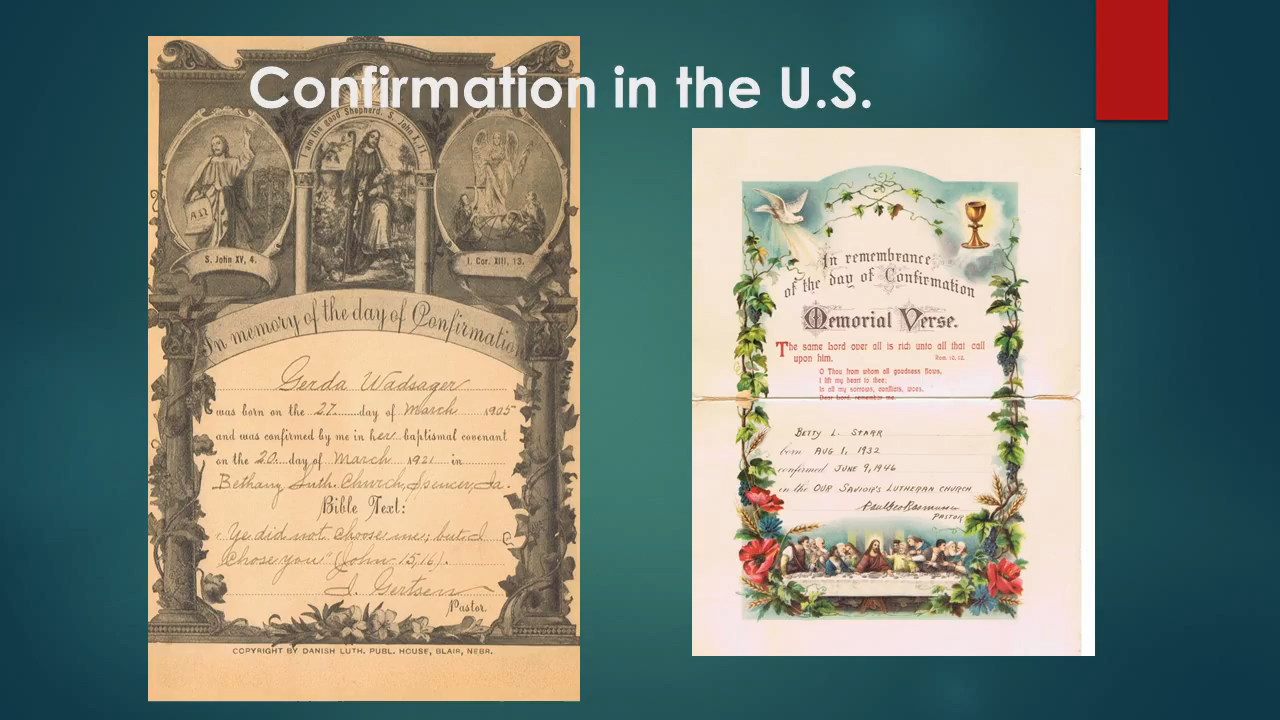 Confirmation in the U.S.
I am the good Shepherd. S. John X, 11.
A Ω
S. John XV, 4.
I. Cor. XIII, 13.
In memory of the day of Confirmatio
Gerda Wadsager
was born on the 27. day of March 1905
and was confirmed by me in her baptismal covenant
on the 20. day of March 1921 in
Bethany Luth. Church, Spencer, Ia.
Bible Text:
"Ye did not choose me; but I
chose you" (John 15,16).
J. Gertsen
Pastor.
COPYRIGHT BY DANISH LUTH. PUBL. HOUSE, BLAIR, NEBR.
In remembrance
of the day of Confirmation
Memorial Verse.
The same Lord over all is rich unto all that call
upon him. Rom. 10, 12.
O Thou from whom all goodness flows,
I lift my heart to thee;
In all my sorrows, conflicts, woes,
Dear Lord, remember me.
BETTY L. STARR
born AUG 1, 1932
confirmed JUNE 9, 1946
in the OUR SAVIOR'S LUTHERAN CHURCH
Rasmussen
PASTOR